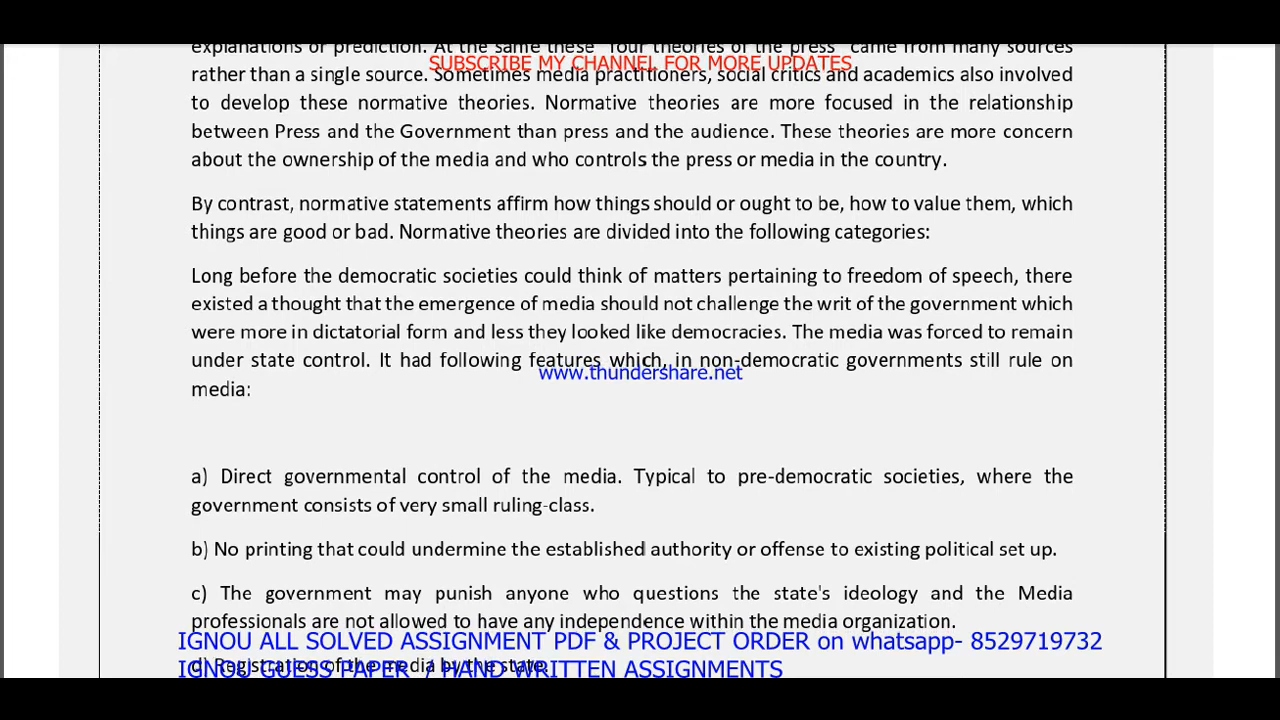 explanations or prediction. At the same these "four theories of the press" came from many sources
SUBSCRIBE MY CHANNEL FOR MORE UPDATES
rather than a single source. Sometimes media practitioners, social critics and academics also involved
to develop these normative theories. Normative theories are more focused in the relationship
between Press and the Government than press and the audience. These theories are more concern
about the ownership of the media and who controls the press or media in the country.
By contrast, normative statements affirm how things should or ought to be, how to value them, which
things are good or bad. Normative theories are divided into the following categories:
Long before the democratic societies could think of matters pertaining to freedom of speech, there
existed a thought that the emergence of media should not challenge the writ of the government which
were more in dictatorial form and less they looked like democracies. The media was forced to remain
under state control. It had following features which, in non-democratic governments still rule on
www.thundershare.net
media:
a) Direct governmental control of the media. Typical to pre-democratic societies, where the
government consists of very small ruling-class.
b) No printing that could undermine the established authority or offense to existing political set up.
c) The government may punish anyone who questions the state's ideology and the Media
professionals are not allowed to have any independence within the media organization.
IGNOU ALL SOLVED ASSIGNMENT PDF & PROJECT ORDER on whatsapp- 8529719732
d) Registration of the media by the state.
IGNOU GUESS PAPER / HAND WRITTEN ASSIGNMENTS